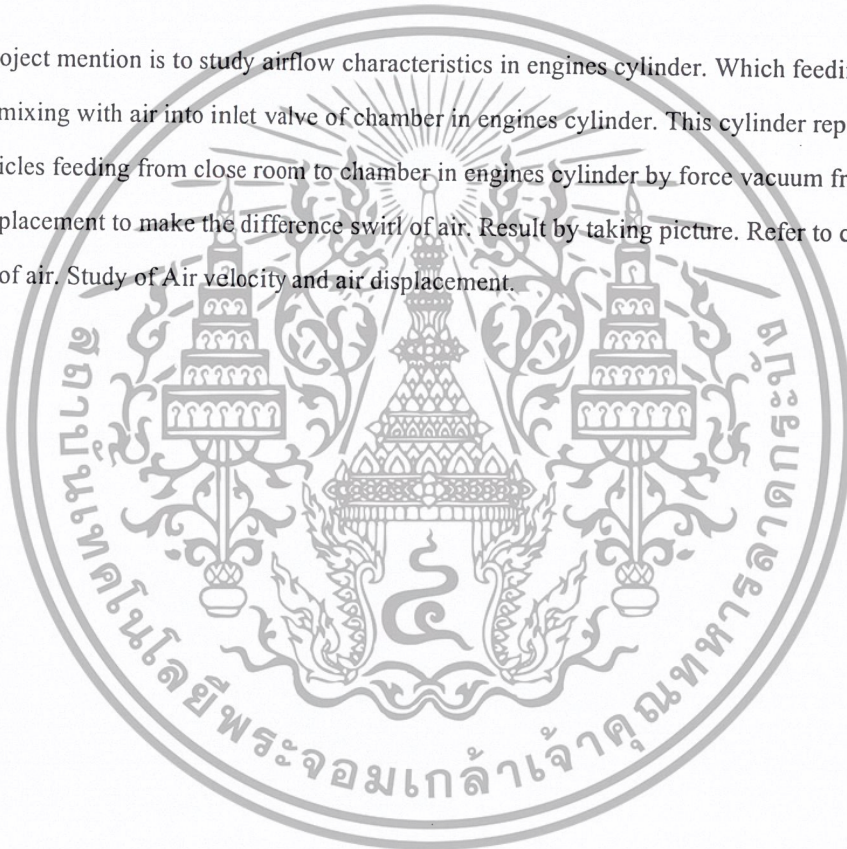 oject mention is to study airflow characteristics in engines cylinder. Which feedin
mixing with air into inlet valve of chamber in engines cylinder. This cylinder rep
icles feeding from close room to chamber in engines cylinder by force vacuum fr
placement to make the difference swirl of air. Result by taking picture. Refer to c
of air. Study of Air velocity and air displacement.
สถาบันเทคโนโลยีพระจอมเกล้าเจ้าคุณทหารลาดกระบัง